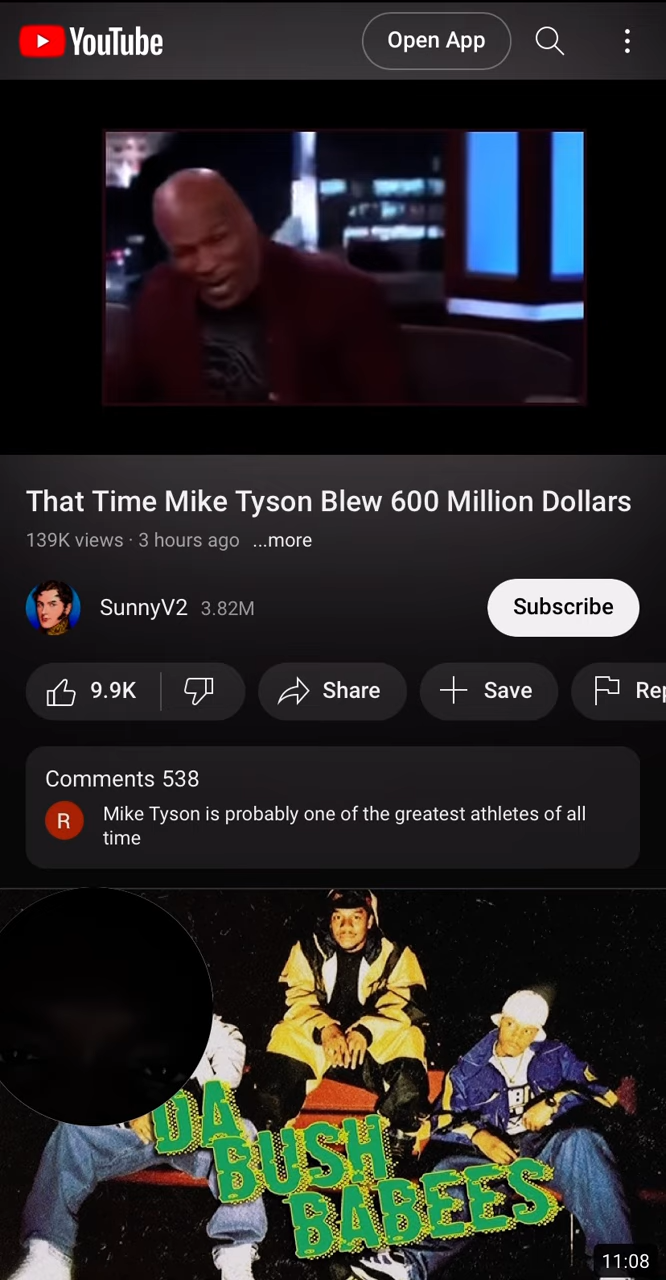 YouTube
Open App
That Time Mike Tyson Blew 600 Million Dollars
139K views · 3 hours ago ...more
SunnyV2 3.82M
Subscribe
9.9K
Share
Save
Rep
Comments 538
R
Mike Tyson is probably one of the greatest athletes of all
time
DA
BUSH
BABEES
11:08